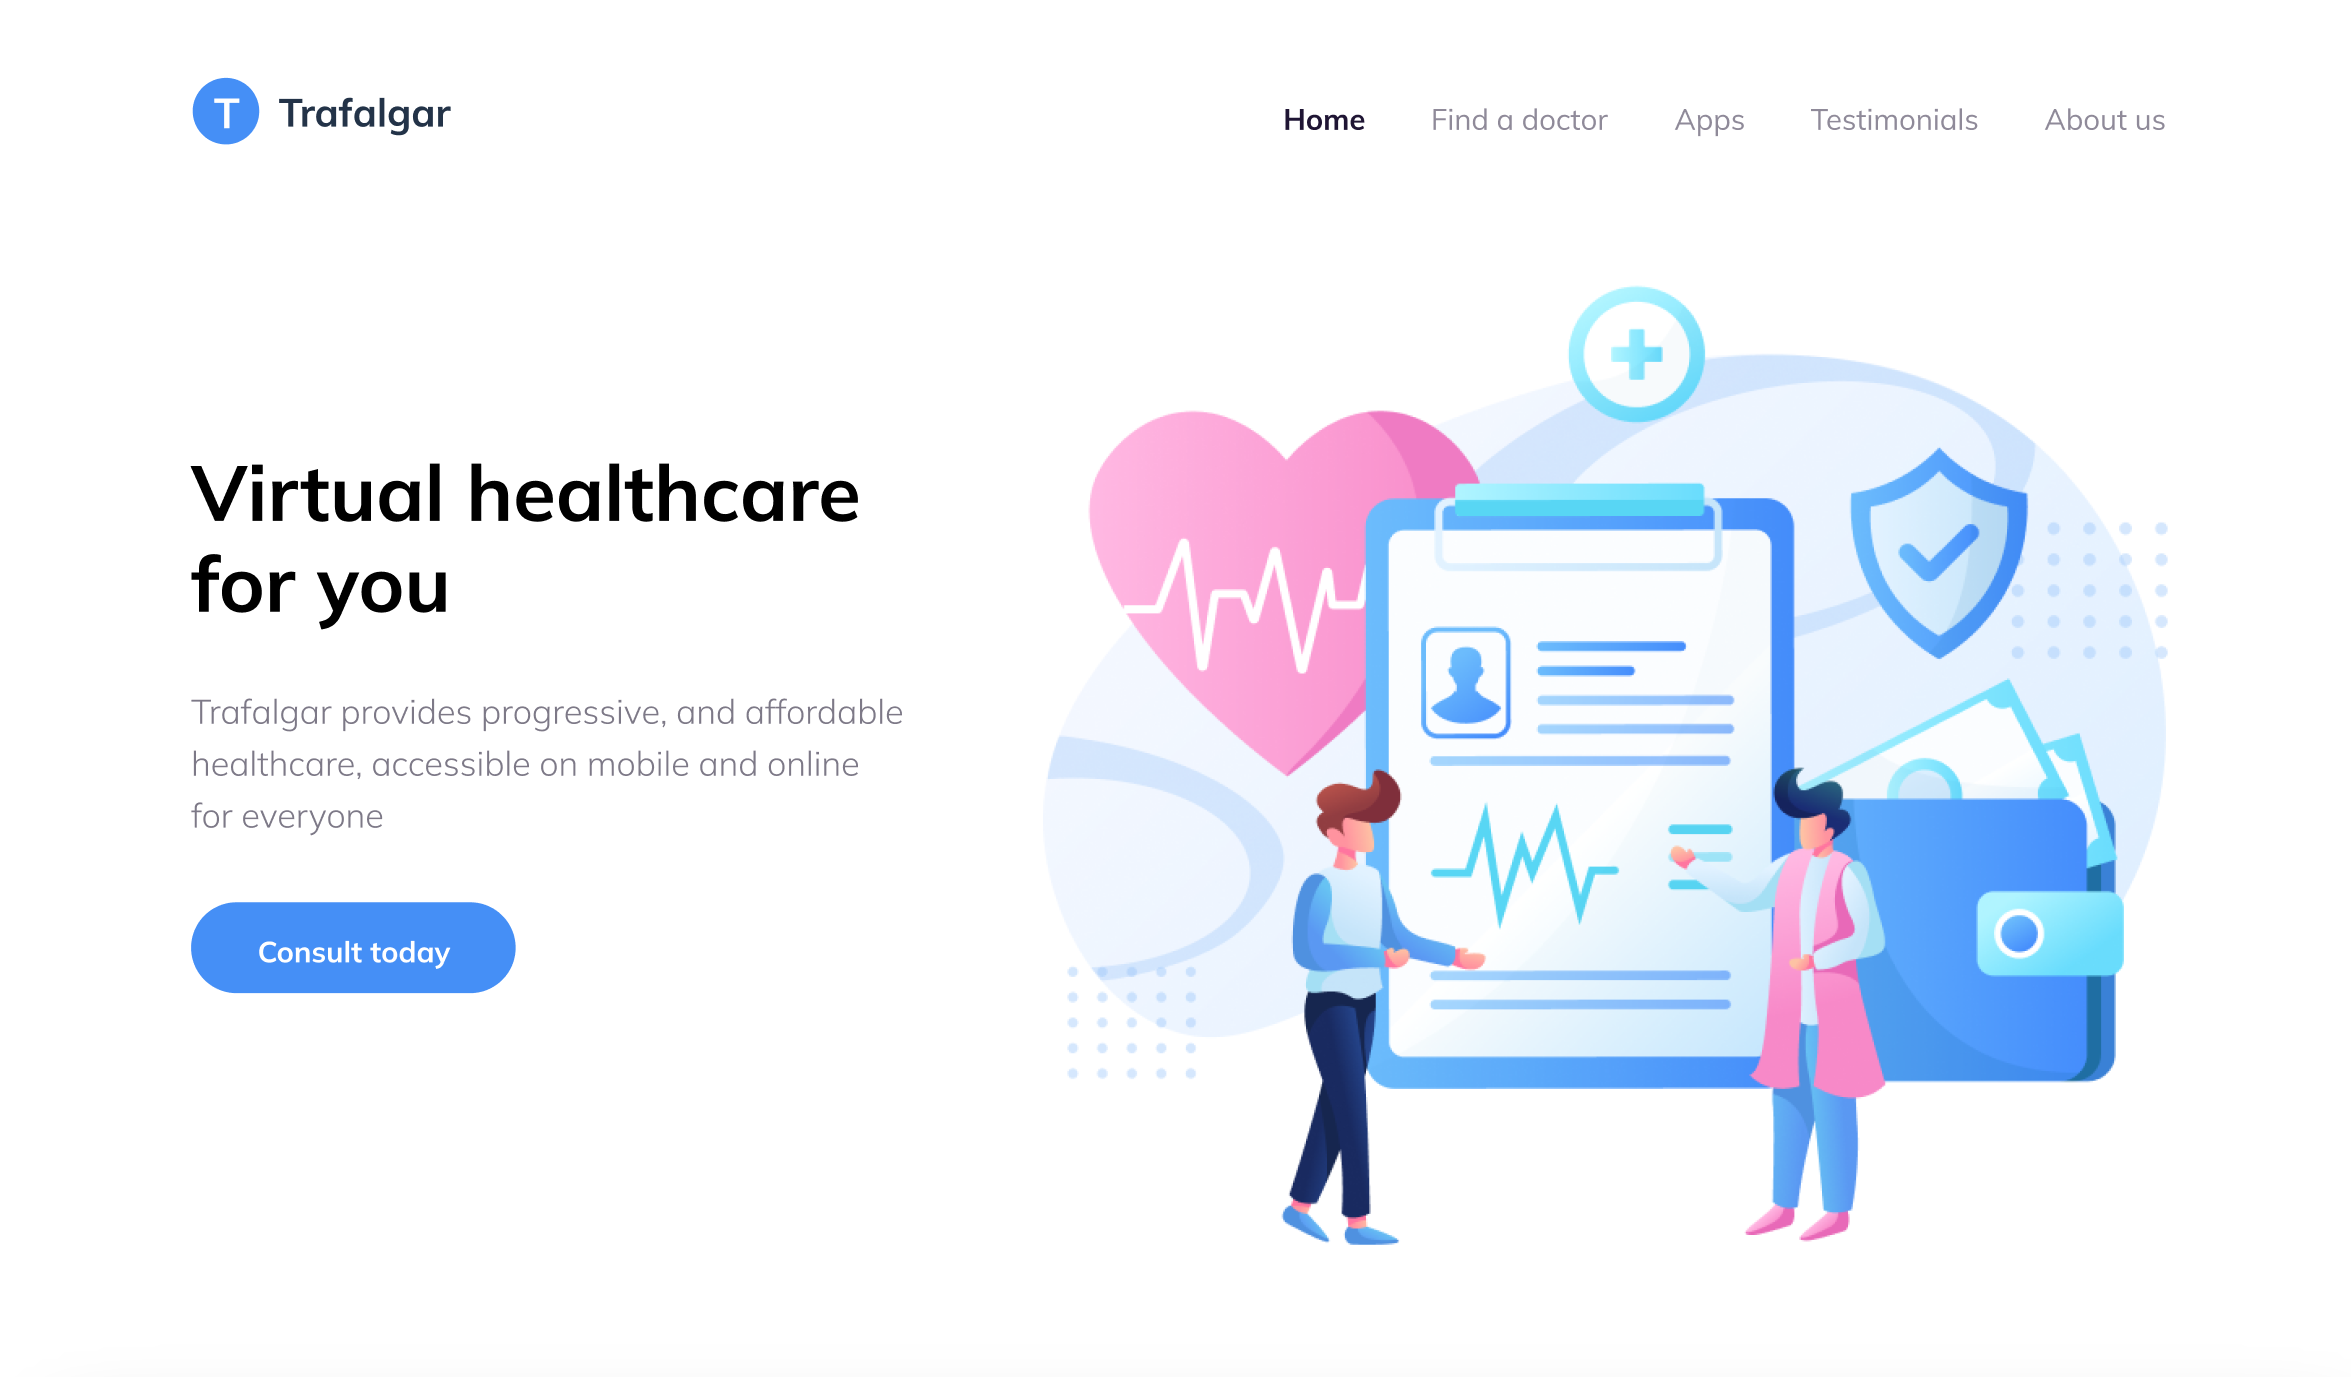 T
Trafalgar
Home
Find a doctor
Apps
Testimonials
About us
Virtual healthcare
for you
Trafalgar provides progressive, and affordable
healthcare, accessible on mobile and online
for everyone
Consult today